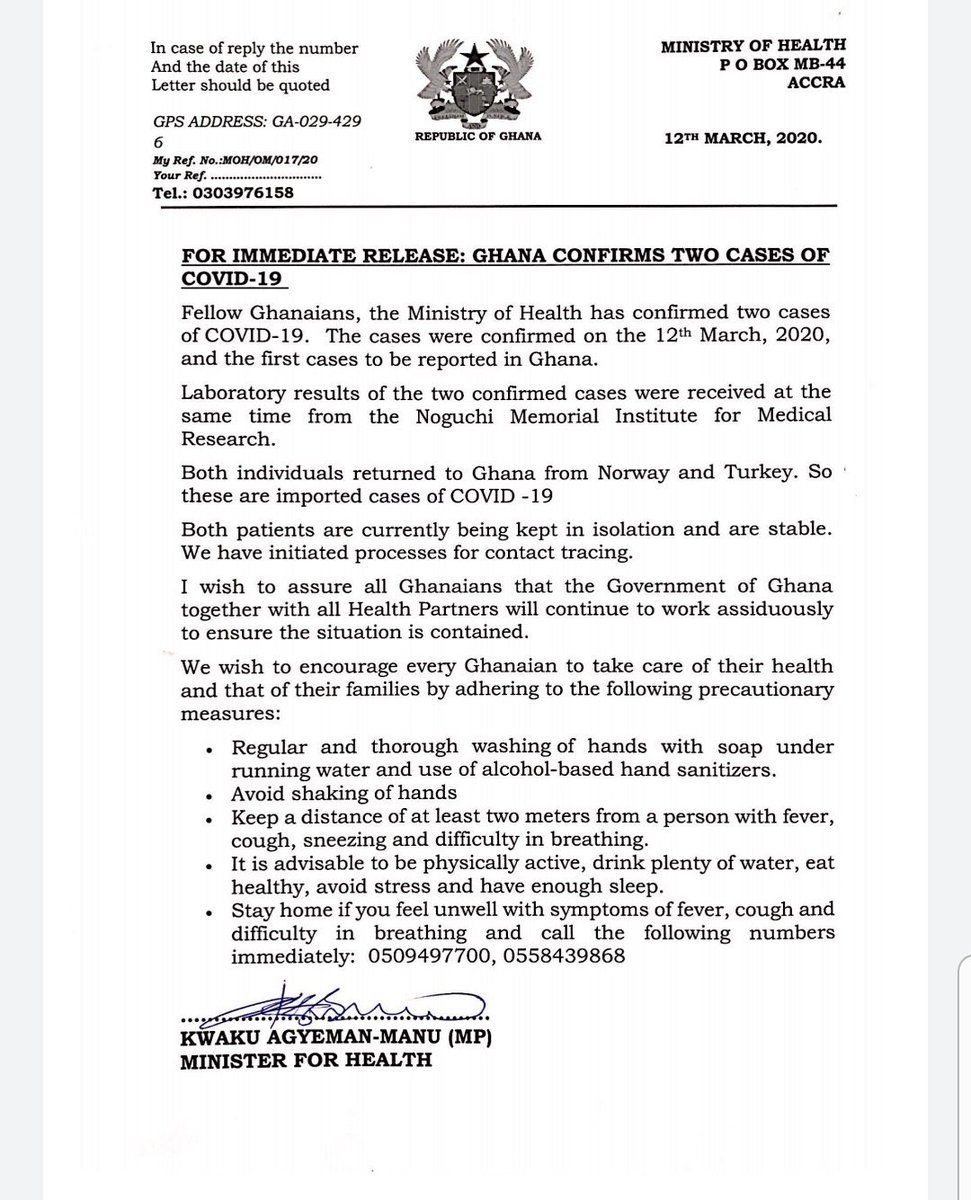 In case of reply the number
And the date of this
Letter should be quoted
GPS ADDRESS: GA-029-429
6
My Ref. No.:MOH/OM/017/20
Your Ref. ..............................
Tel.: 0303976158
REPUBLIC OF GHANA
MINISTRY OF HEALTH
P O BOX MB-44
ACCRA
12TH MARCH, 2020.
FOR IMMEDIATE RELEASE: GHANA CONFIRMS TWO CASES OF
COVID-19
Fellow Ghanaians, the Ministry of Health has confirmed two cases
of COVID-19. The cases were confirmed on the 12th March, 2020,
and the first cases to be reported in Ghana.
Laboratory results of the two confirmed cases were received at the
same time from the Noguchi Memorial Institute for Medical
Research.
Both individuals returned to Ghana from Norway and Turkey. So
these are imported cases of COVID -19
Both patients are currently being kept in isolation and are stable.
We have initiated processes for contact tracing.
I wish to assure all Ghanaians that the Government of Ghana
together with all Health Partners will continue to work assiduously
to ensure the situation is contained.
We wish to encourage every Ghanaian to take care of their health
and that of their families by adhering to the following precautionary
measures:
• Regular and thorough washing of hands with soap under
running water and use of alcohol-based hand sanitizers.
• Avoid shaking of hands
• Keep a distance of at least two meters from a person with fever,
cough, sneezing and difficulty in breathing.
• It is advisable to be physically active, drink plenty of water, eat
healthy, avoid stress and have enough sleep.
• Stay home if you feel unwell with symptoms of fever, cough and
difficulty in breathing and call the following numbers
immediately: 0509497700, 0558439868
KWAKU AGYEMAN-MANU (MP)
MINISTER FOR HEALTH